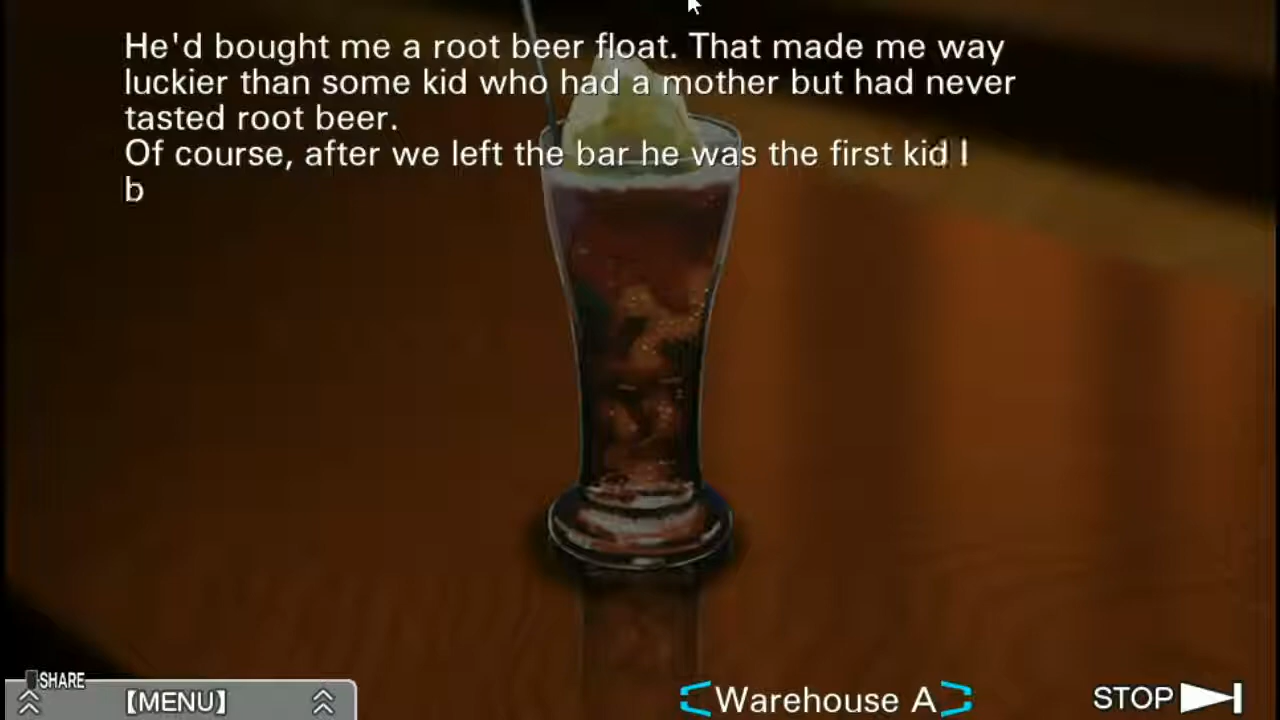 He'd bought me a root beer float. That made me way
luckier than some kid who had a mother but had never
tasted root beer.
Of course, after we left the bar he was the first kid I
b
SHARE
【MENU】
Warehouse A
STOP